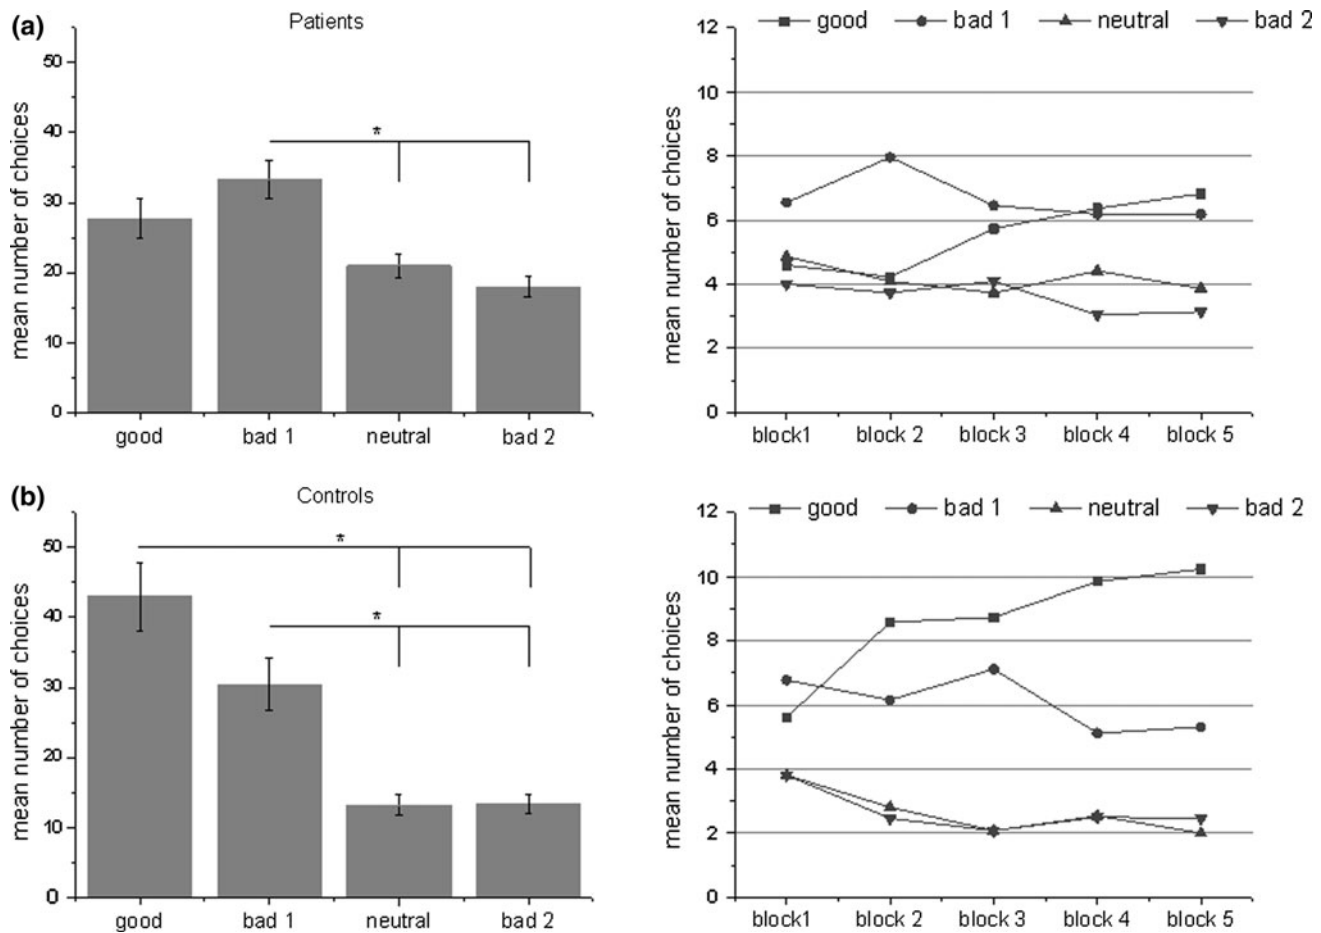 (a)
Patients
mean number of choices
50
40
30
20
10
0
*
good bad 1 neutral bad 2
good bad 1 neutral bad 2
mean number of choices
12
10
8
6
4
2
0
block1 block 2 block 3 block 4 block 5
(b)
Controls
mean number of choices
50
40
30
20
10
0
*
*
good bad 1 neutral bad 2
good bad 1 neutral bad 2
mean number of choices
12
10
8
6
4
2
0
block1 block 2 block 3 block 4 block 5